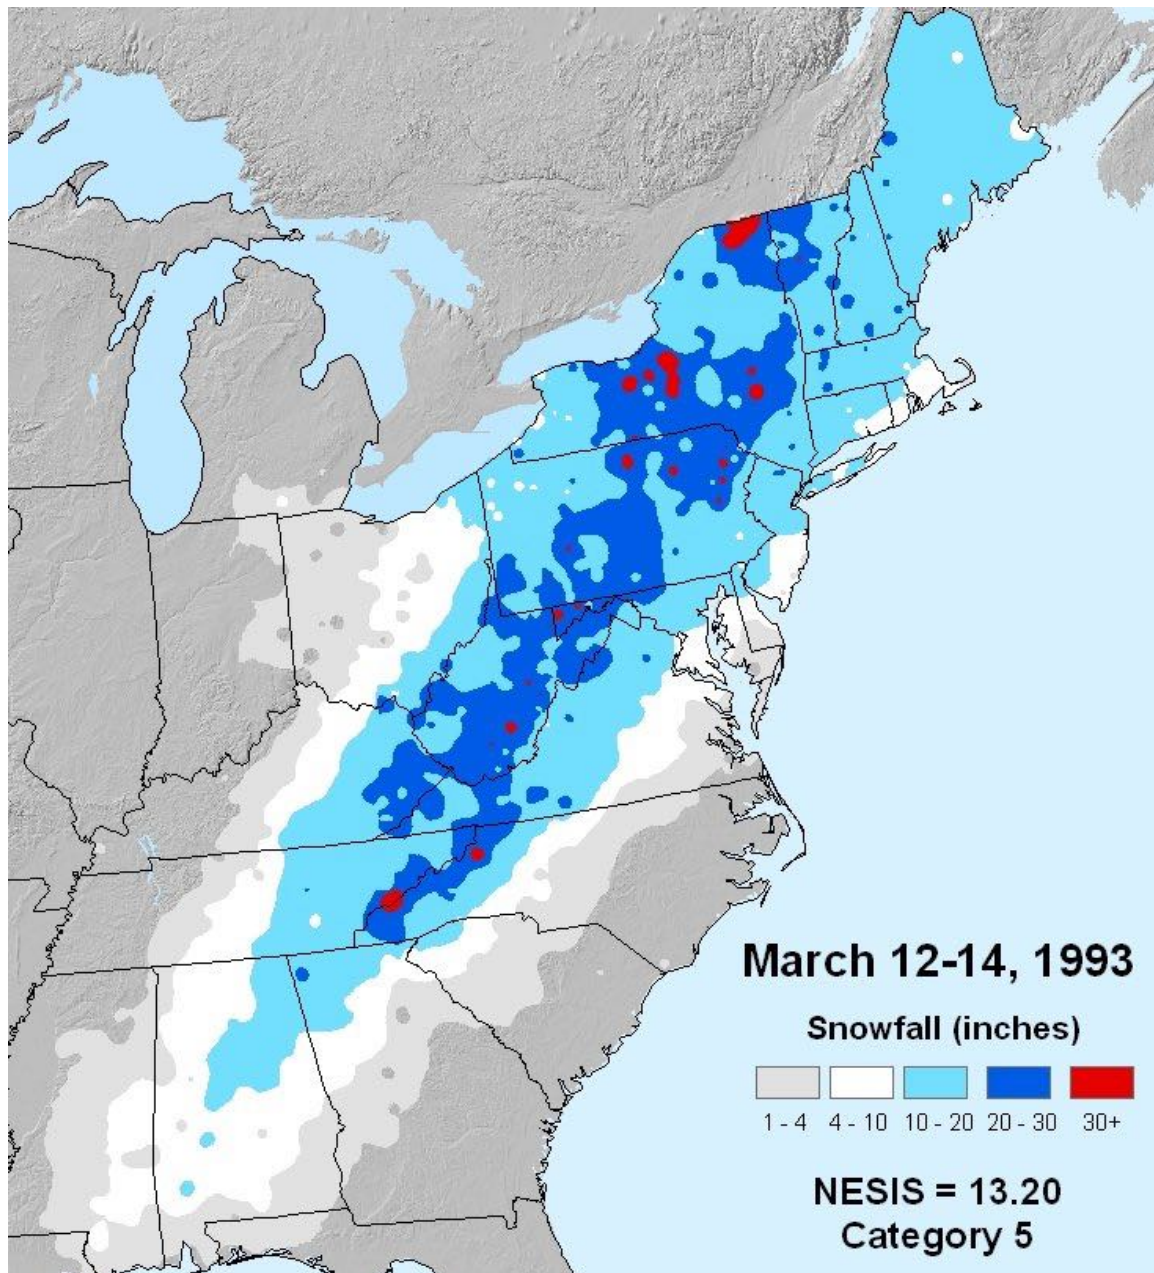 March 12-14, 1993
Snowfall (inches)
1 - 4 4 - 10 10 - 20 20 - 30 30+
NESIS = 13.20
Category 5